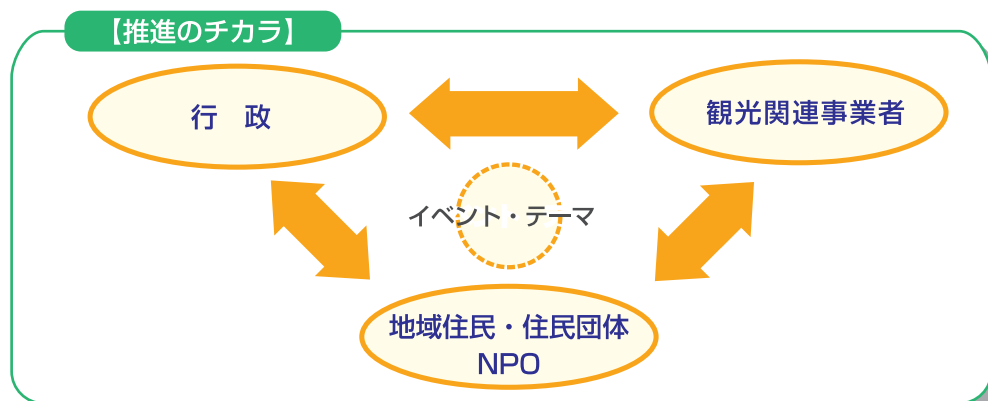 【推進のチカラ】
行　政
観光関連事業者
イベント・テーマ
地域住民・住民団体
NPO